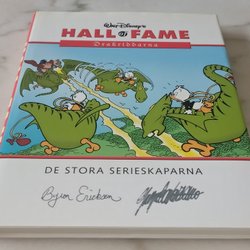 WALT DISNEY'S
HALL OF FAME
Drakriddarna
DE STORA SERIESKAPARNA
Byron Erickson